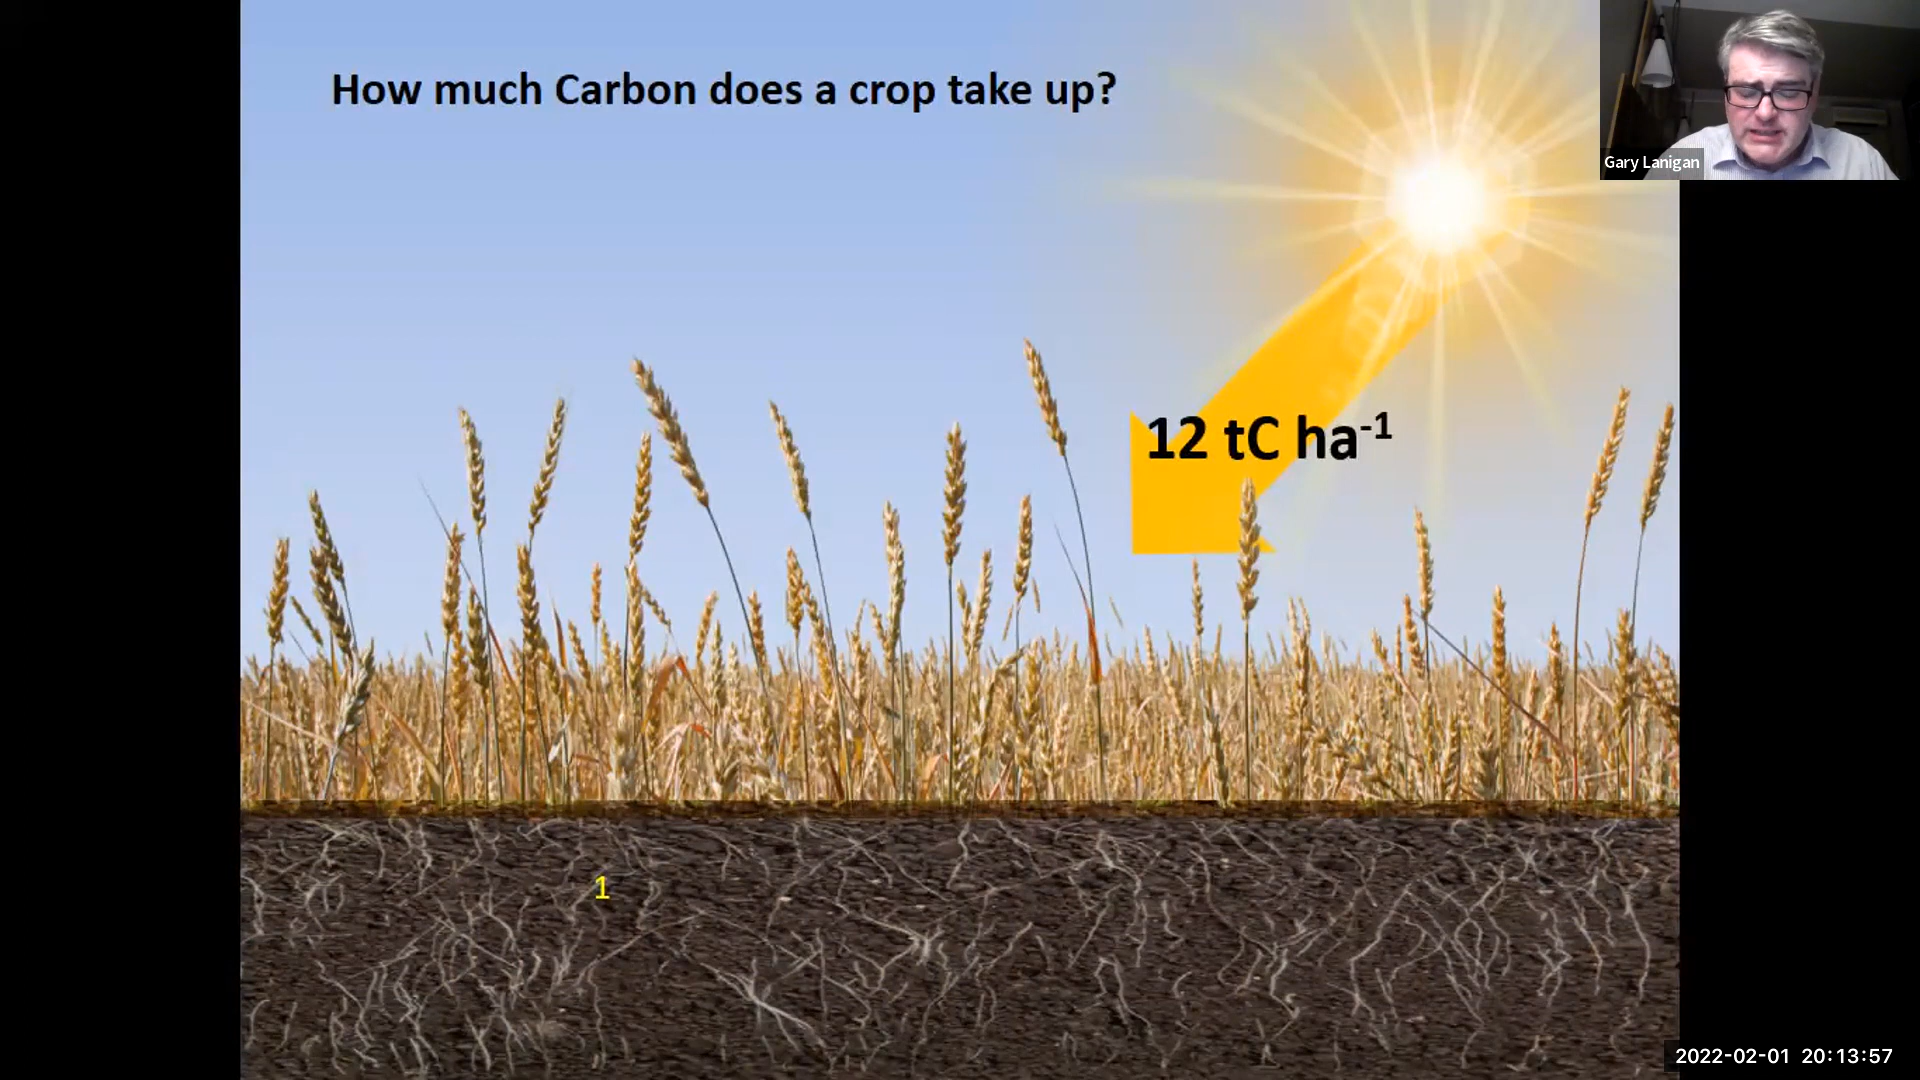 How much Carbon does a crop take up?
Gary Lanigan
12 tC ha⁻¹
1
2022-02-01 20:13:57